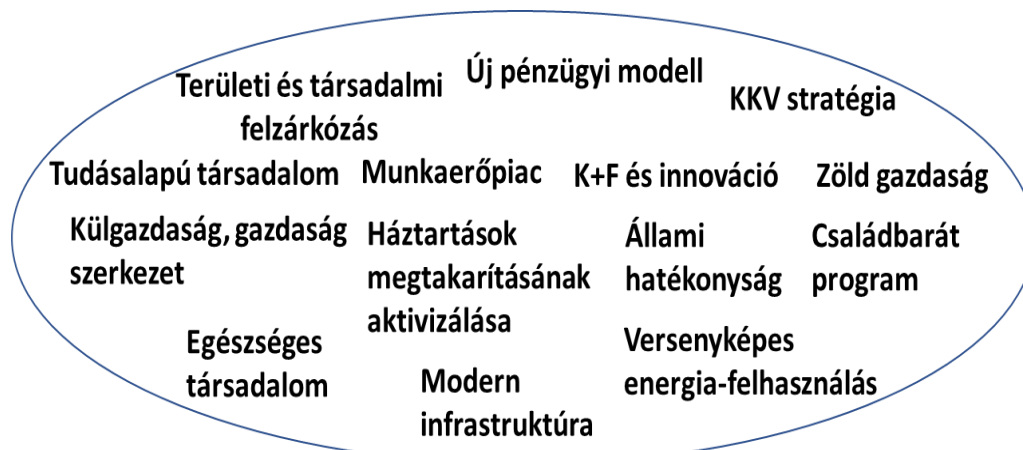 Új pénzügyi modell
Területi és társadalmi
felzárkózás
KKV stratégia
Tudásalapú társadalom
Munkaerőpiac
K+F és innováció
Zöld gazdaság
Külgazdaság, gazdaság
szerkezet
Háztartások
megtakarításának
aktivizálása
Állami
hatékonyság
Családbarát
program
Egészséges
társadalom
Modern
infrastruktúra
Versenyképes
energia-felhasználás